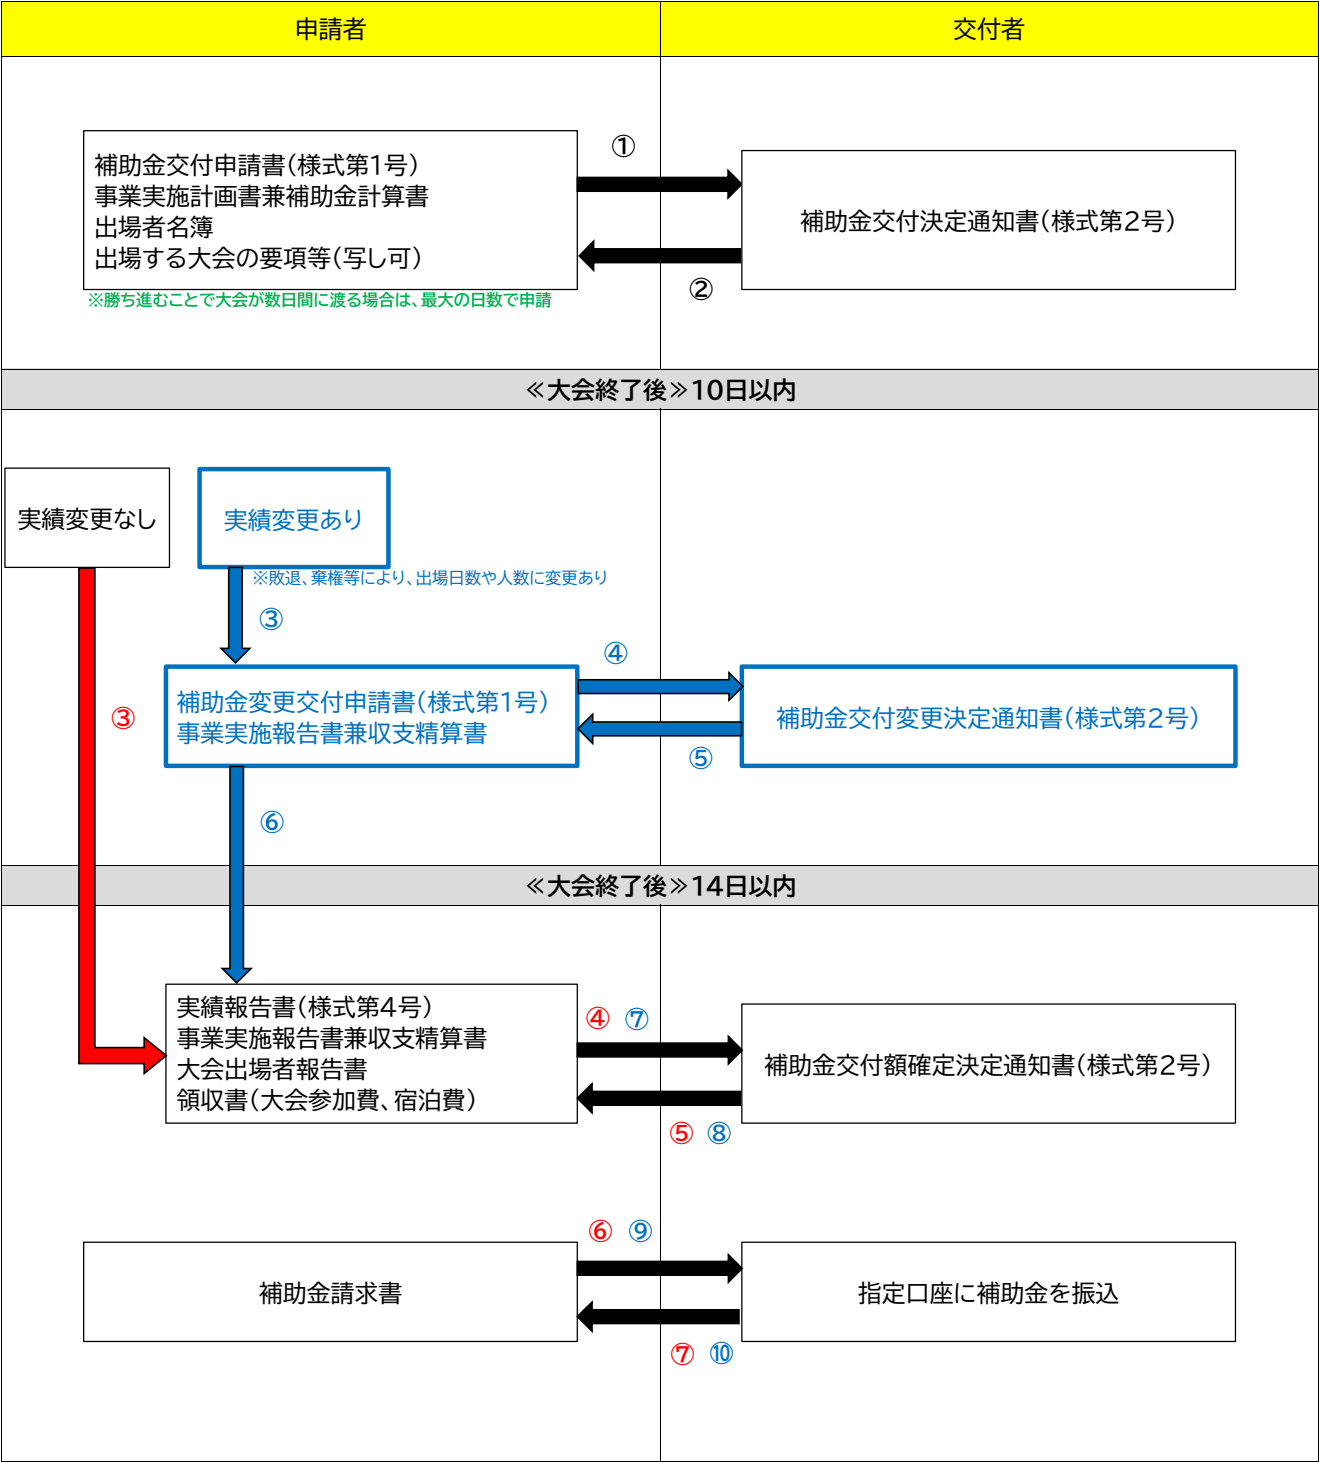 申請者
交付者
①
補助金交付申請書(様式第1号)
事業実施計画書兼補助金計算書
出場者名簿
出場する大会の要項等(写し可)
補助金交付決定通知書(様式第2号)
②
※勝ち進むことで大会が数日間に渡る場合は、最大の日数で申請
≪大会終了後≫10日以内
実績変更なし
実績変更あり
※敗退、棄権等により、出場日数や人数に変更あり
③
④
補助金変更交付申請書(様式第1号)
事業実施報告書兼収支精算書
補助金交付変更決定通知書(様式第2号)
③
⑤
⑥
≪大会終了後≫14日以内
実績報告書(様式第4号)
事業実施報告書兼収支精算書
大会出場者報告書
領収書(大会参加費、宿泊費)
④ ⑦
補助金交付額確定決定通知書(様式第2号)
⑤ ⑧
⑥ ⑨
補助金請求書
指定口座に補助金を振込
⑦ ⑩